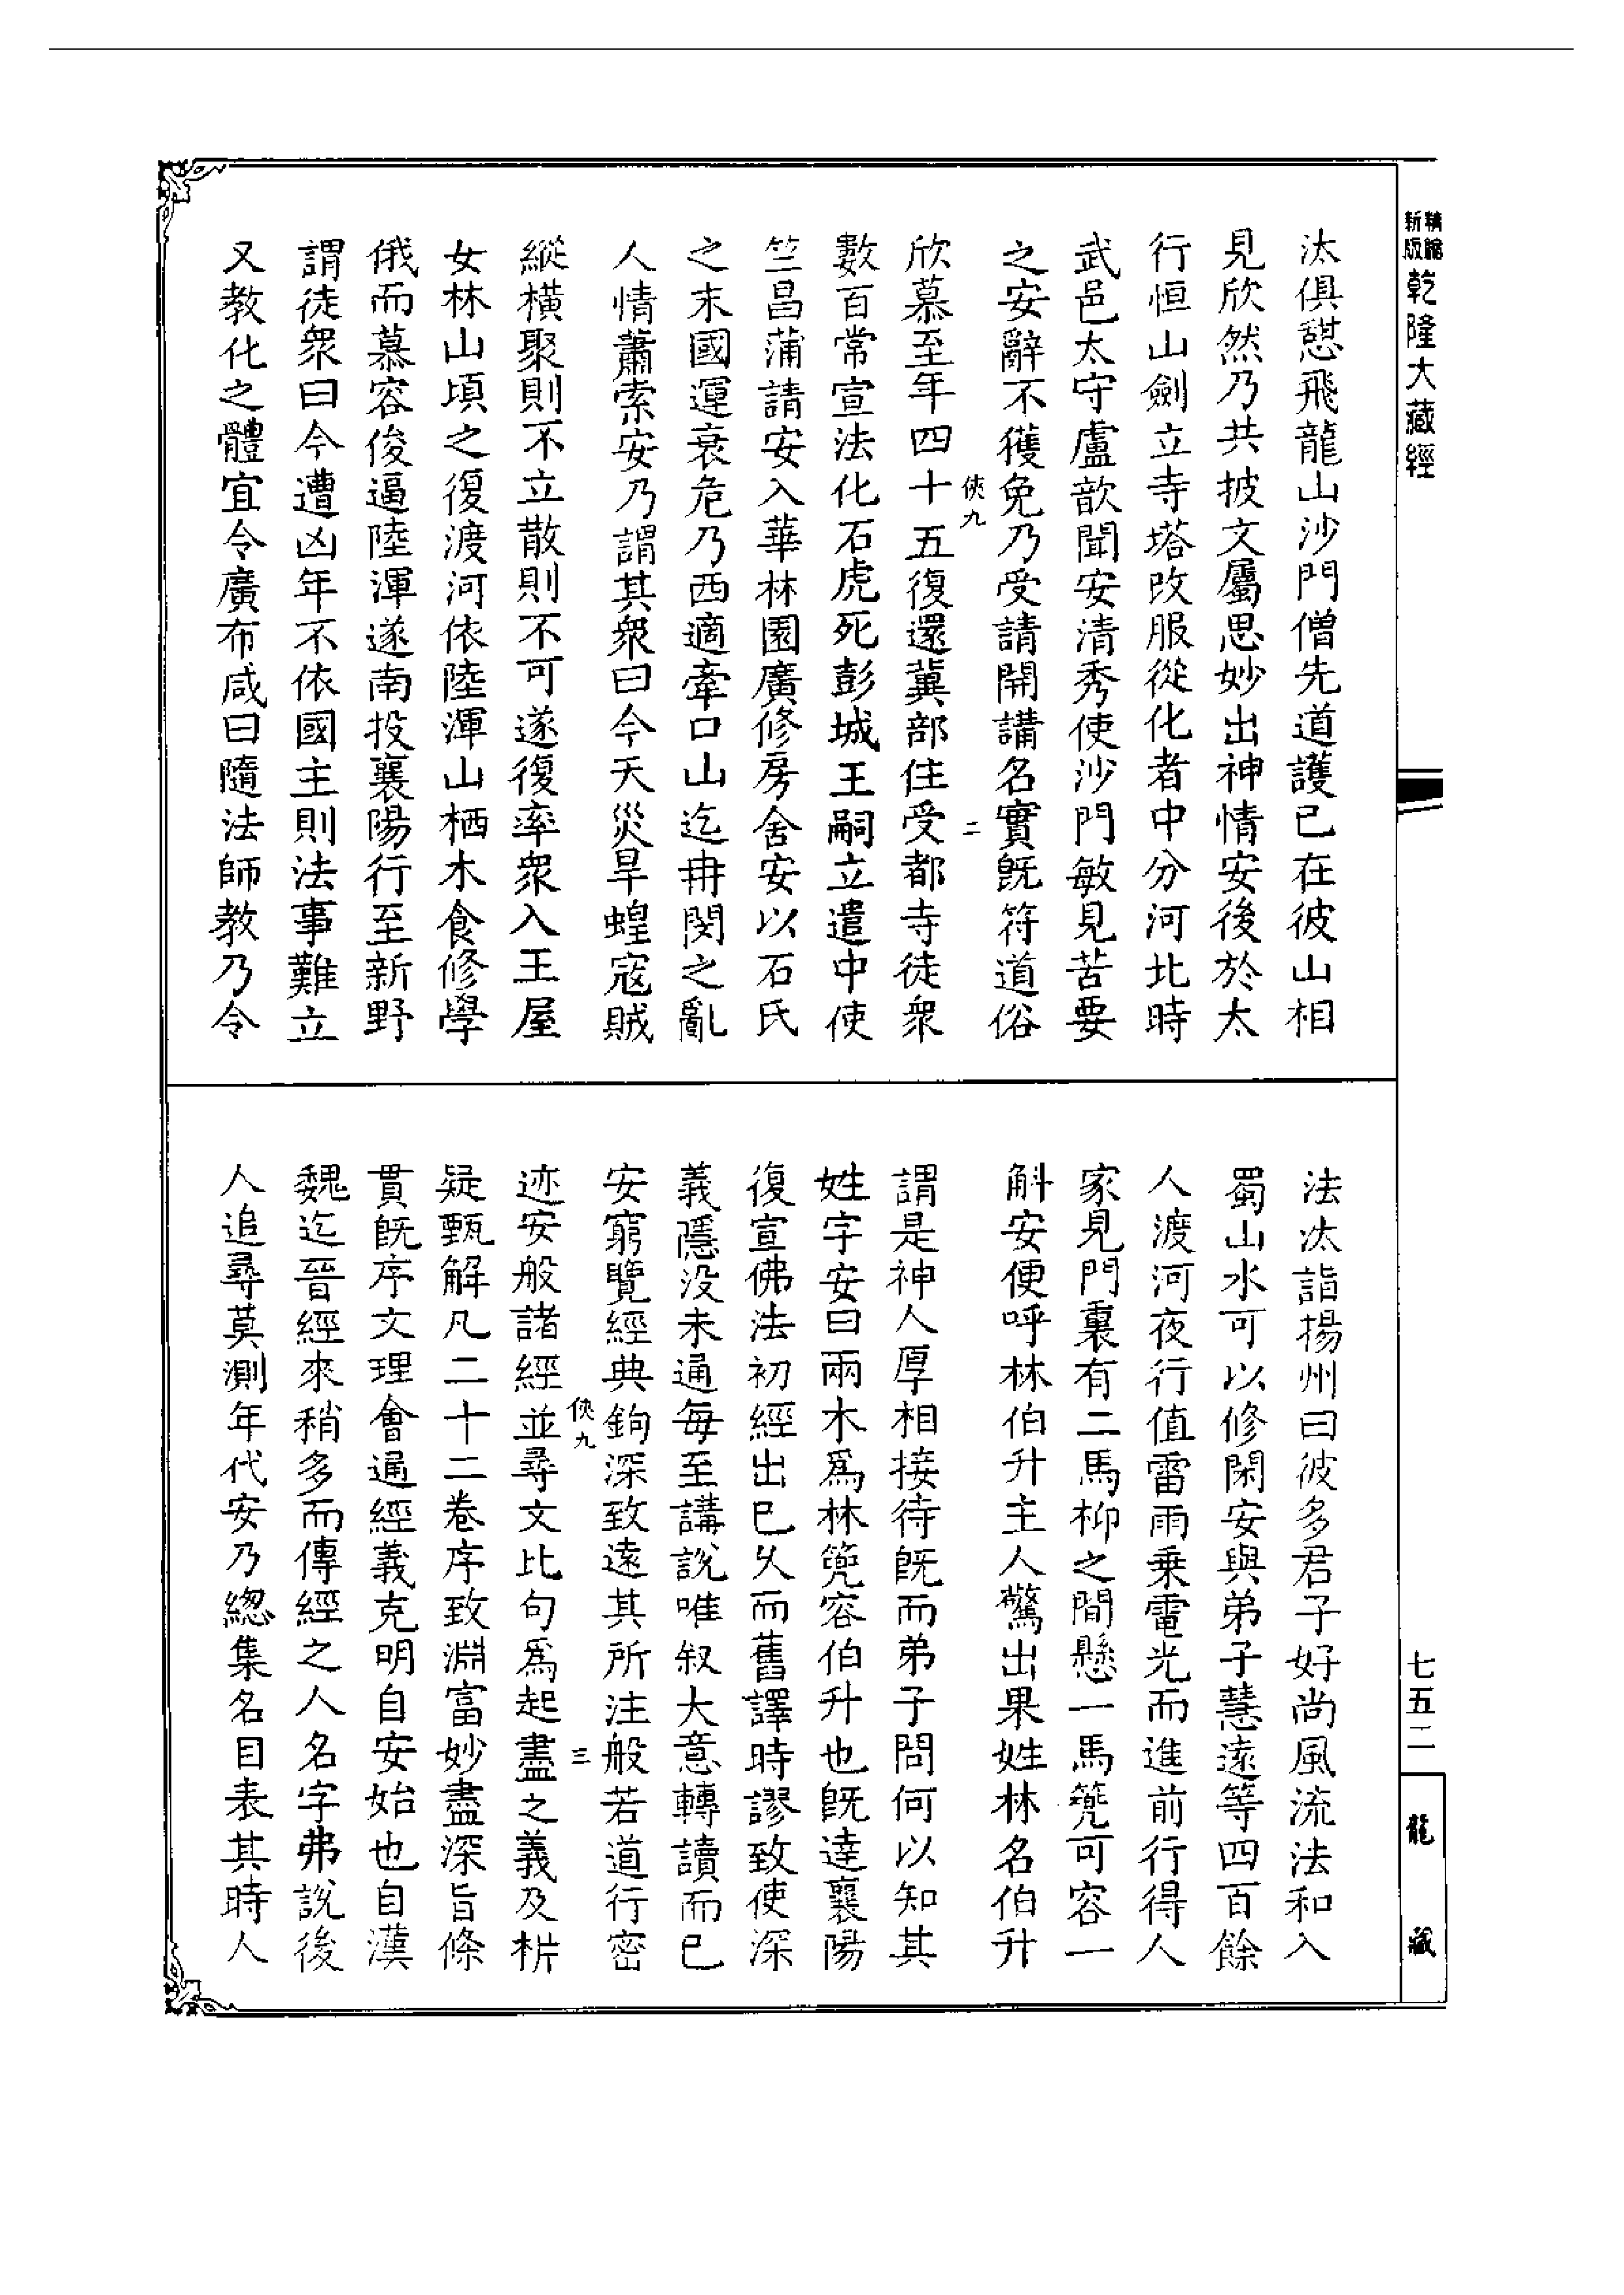 精縮
新版
乾隆大藏經
汰俱憇飛龍山沙門僧先道護已在彼山相
見欣然乃共披文屬思妙出神情安後於太
行恒山劍立寺塔改服從化者中分河北時
武邑太守盧歆聞安清秀使沙門敏見苦要
之安辭不獲免乃受請開講名實旣符道俗
俠九
二
欣慕至年四十五復還冀部住受都寺徒衆
數百常宣法化石虎死彭城王嗣立遣中使
竺昌蒲請安入華林園廣修房舍安以石氏
之末國運衰危乃西適牽口山迄冉閔之亂
人情蕭索安乃謂其衆曰今天災旱蝗宼賊
縱橫聚則不立散則不可遂復率衆入王屋
女林山頃之復渡河依陸渾山栖木食修學
俄而慕容俊逼陸渾遂南投襄陽行至新野
謂徒衆曰今遭凶年不依國主則法事難立
又教化之體宜令廣布咸曰隨法師教乃令
法汰詣揚州曰彼多君子好尚風流法和入
蜀山水可以修閑安與弟子慧遠等四百餘
人渡河夜行值雷雨乗電光而進前行得人
家見門裏有二馬枊之間懸一馬篼可容一
斛安便呼林伯升主人驚出果姓林名伯升
謂是神人厚相接待旣而弟子問何以知其
姓字安曰兩木爲林篼容伯升也旣達襄陽
復宣佛法初經出已乆而舊譯時謬致使深
義隱没未通每至講說唯叙大意轉讀而已
安窮覽經典鉤深致遠其所注般若道行密
俠九
三
迹安般諸經並尋文比句爲起盡之義及枿
疑甄解凡二十二卷序致淵富妙盡深旨條
貫旣序文理會通經義克明自安始也自漢
魏迄晉經來稍多而傳經之人名字弗說後
人追尋莫測年代安乃緫集名目表其時人
七五二
龍藏